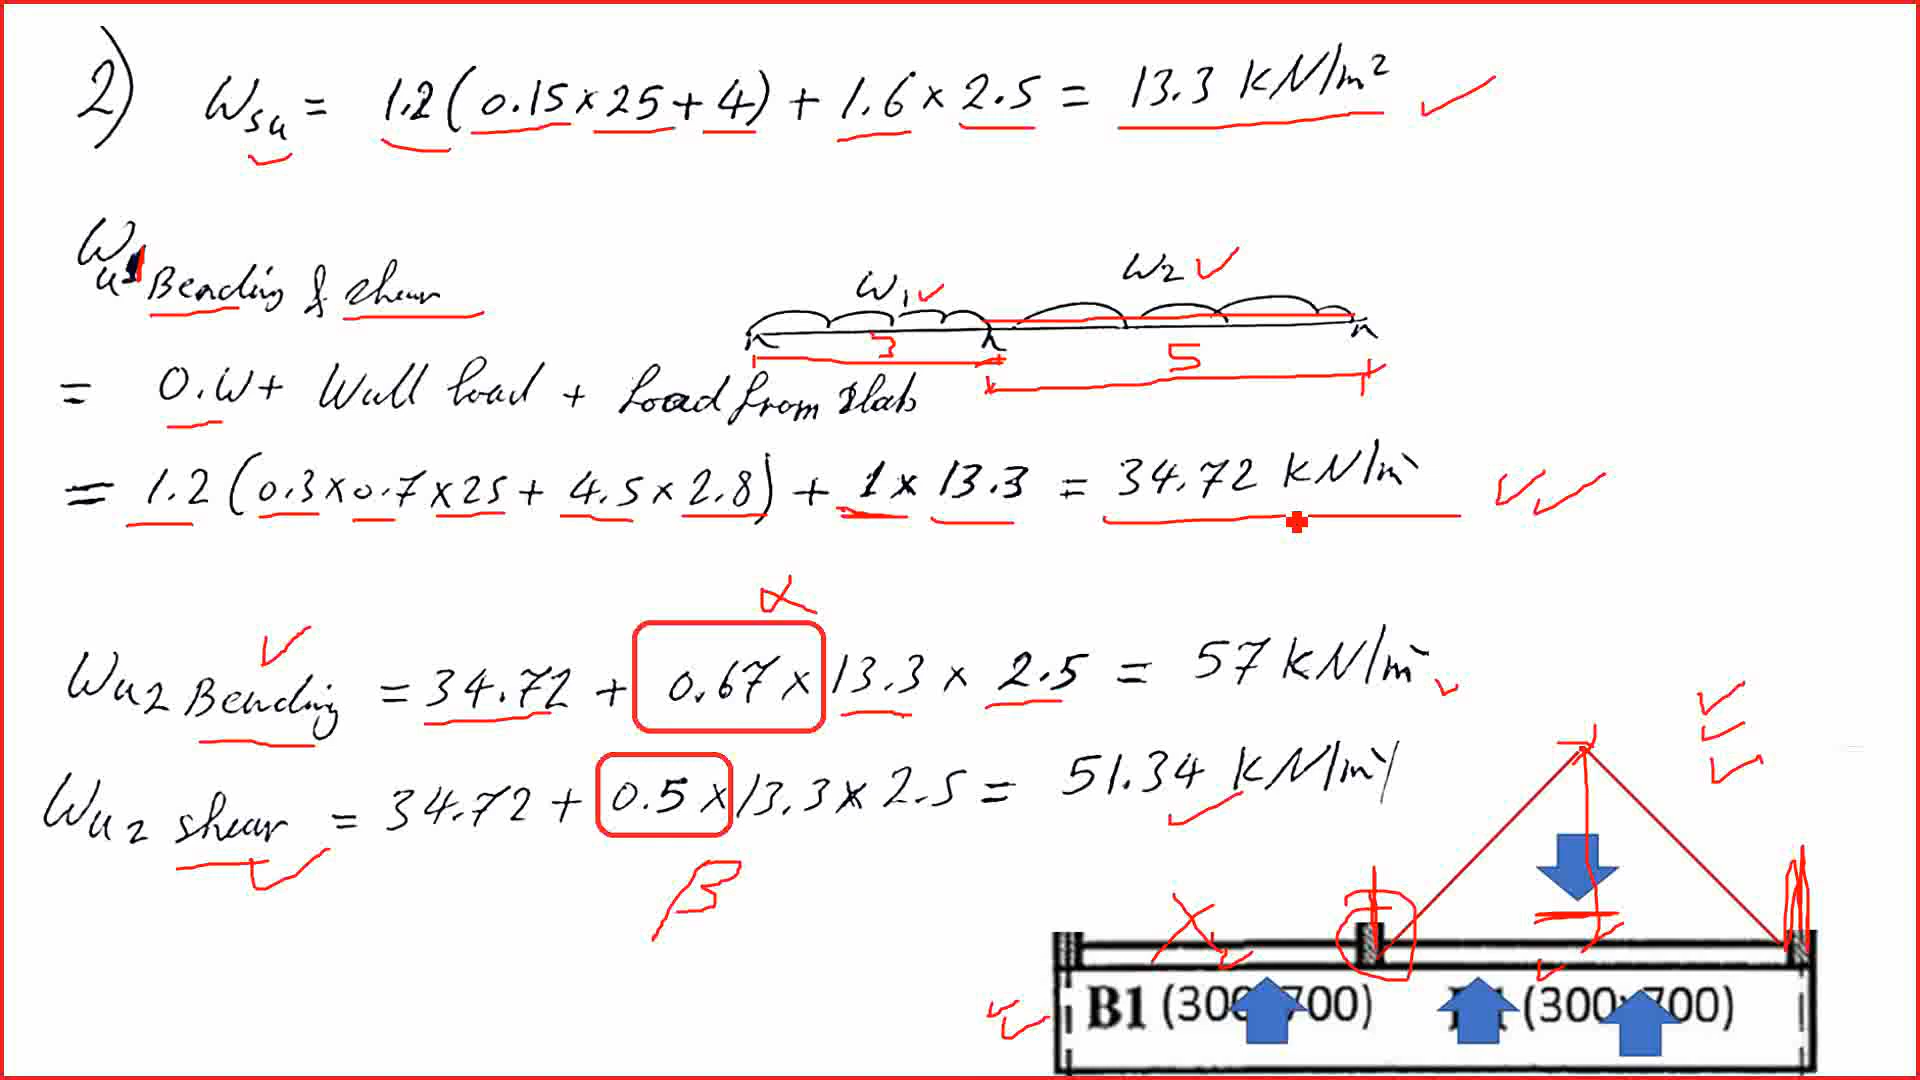 2) Wsu = 1.2(0.15×25+4) + 1.6×2.5 = 13.3 kN/m²
Wu1 Bending & shear
W1 W2
3 5
= O.W + Wall load + Load from slab
= 1.2 (0.3×0.7×25 + 4.5×2.8) + 1×13.3 = 34.72 kN/m'
α
Wu2 Bending = 34.72 + 0.67×13.3×2.5 = 57 kN/m'
Wu2 shear = 34.72 + 0.5×13.3×2.5 = 51.34 kN/m'
β
B1 (300 700) 1 (300x700)